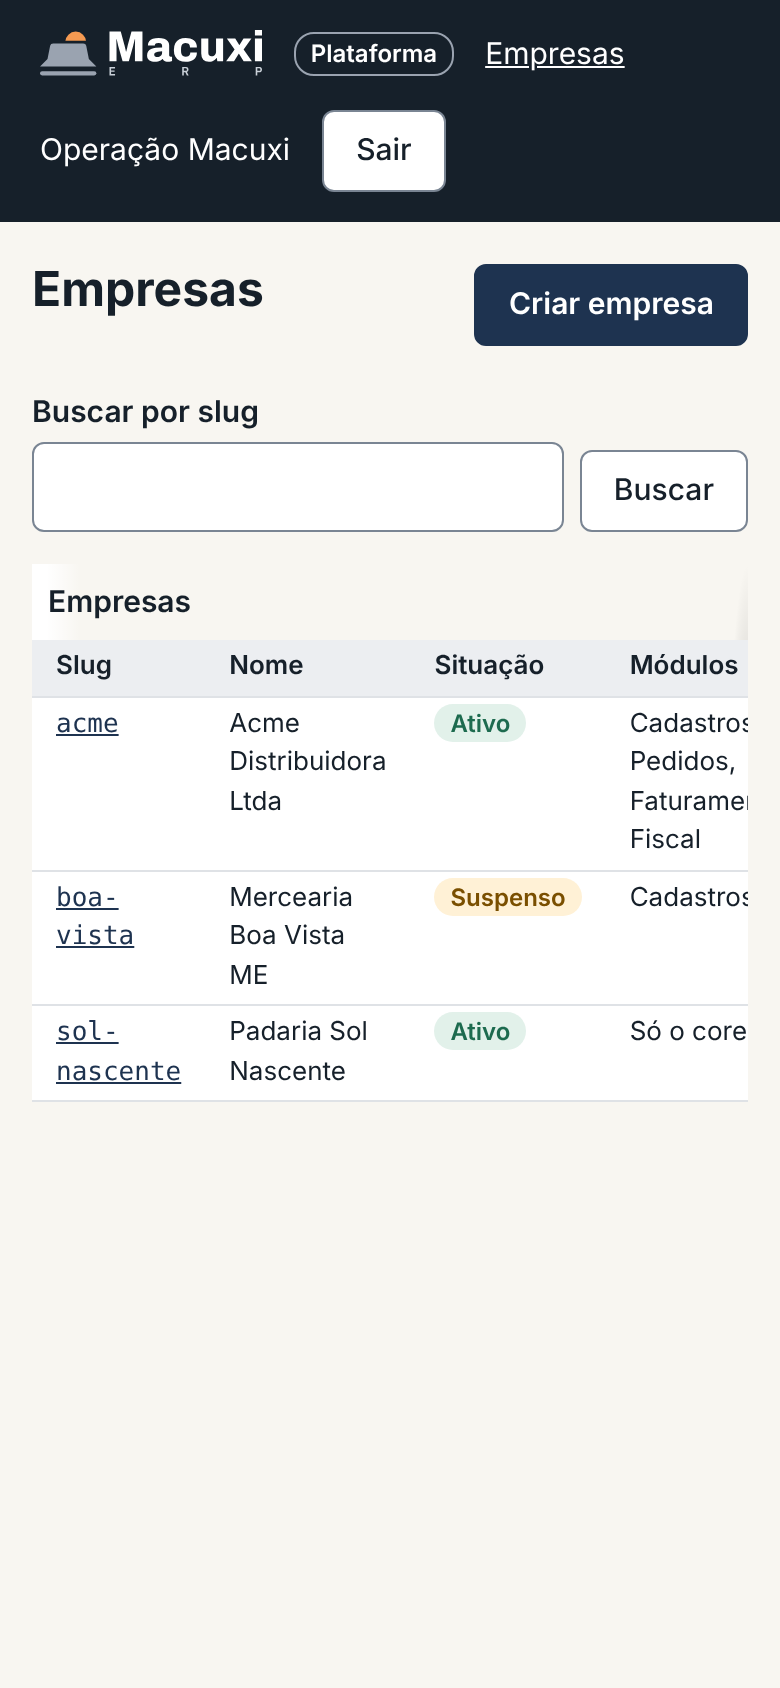 Macuxi
E R P
Plataforma
Empresas
Operação Macuxi
Sair
Empresas
Criar empresa
Buscar por slug
Buscar
Empresas
Slug Nome Situação Módulos
acme Acme Ativo Cadastros
Distribuidora Pedidos,
Ltda Faturamen
Fiscal
boa- Mercearia Suspenso Cadastros
vista Boa Vista
ME
sol- Padaria Sol Ativo Só o core
nascente Nascente